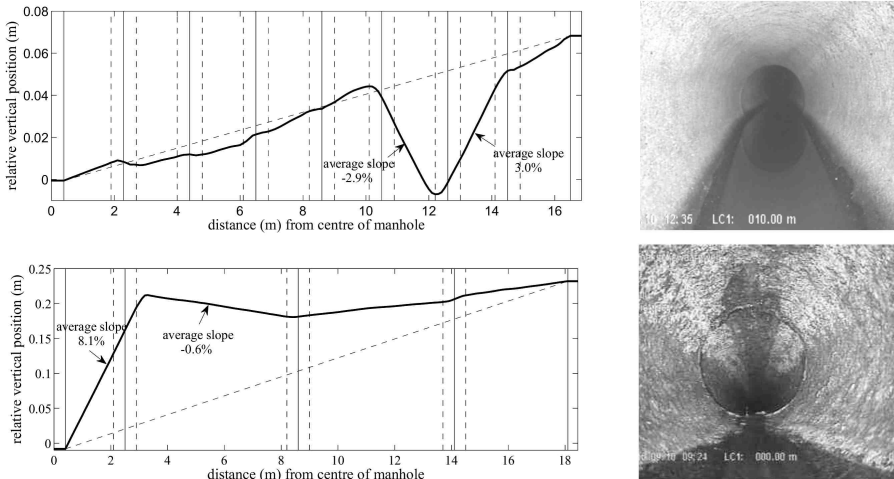 relative vertical position (m)
0.08
0.06
0.04
0.02
0
average slope
-2.9%
average slope
3.0%
0 2 4 6 8 10 12 14 16
distance (m) from centre of manhole
12:35 LC1: 010.00 m
relative vertical position (m)
0.25
0.2
0.15
0.1
0.05
0
average slope
8.1%
average slope
-0.6%
0 2 4 6 8 10 12 14 16 18
distance (m) from centre of manhole
09:24 LC1: 000.00 m